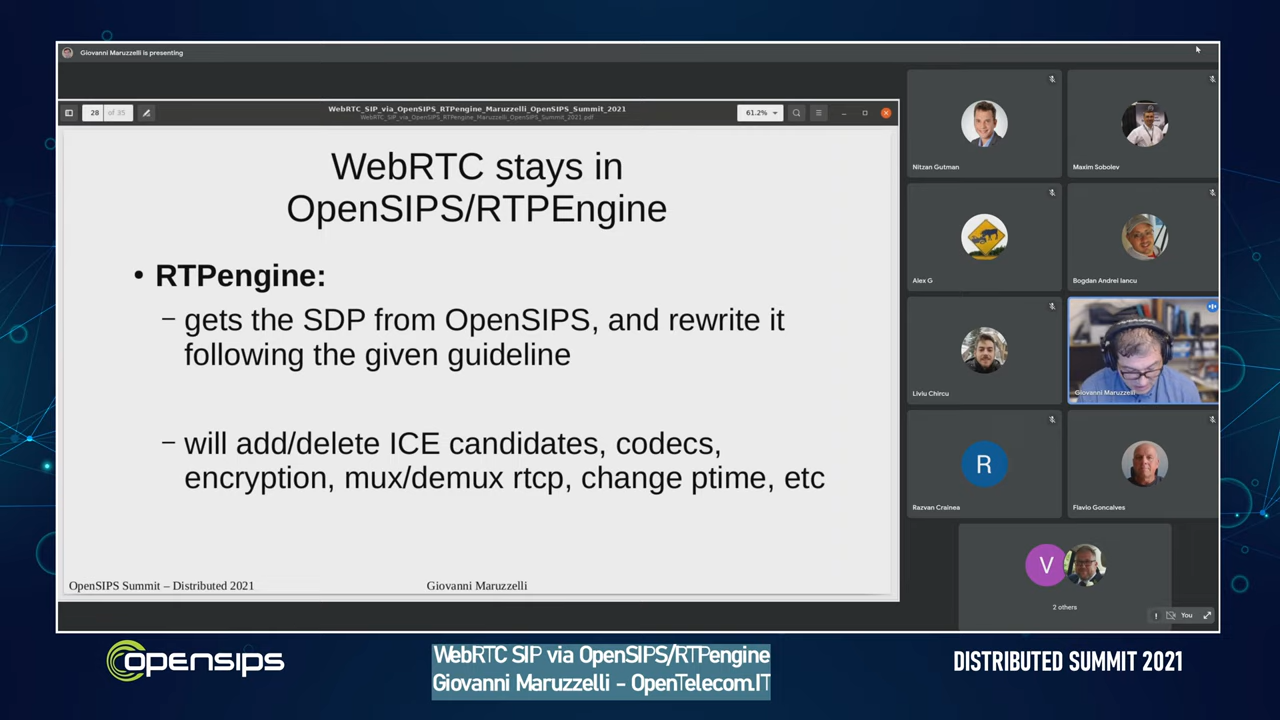 Giovanni Maruzzelli is presenting
28 of 35
WebRTC_SIP_via_OpenSIPS_RTPengine_Maruzzelli_OpenSIPS_Summit_2021
WebRTC_SIP_via_OpenSIPS_RTPengine_Maruzzelli_OpenSIPS_Summit_2021.pdf
61.2%
WebRTC stays in
OpenSIPS/RTPEngine
• RTPengine:
– gets the SDP from OpenSIPS, and rewrite it
following the given guideline
– will add/delete ICE candidates, codecs,
encryption, mux/demux rtcp, change ptime, etc
OpenSIPS Summit – Distributed 2021
Giovanni Maruzzelli
Nitzan Gutman
Maxim Sobolev
Alex G
Bogdan Andrei Iancu
Liviu Chircu
Giovanni Maruzzelli
R
Razvan Crainea
Flavio Goncalves
V
2 others
You
opensips
WebRTC SIP via OpenSIPS/RTPengine
Giovanni Maruzzelli - OpenTelecom.IT
DISTRIBUTED SUMMIT 2021